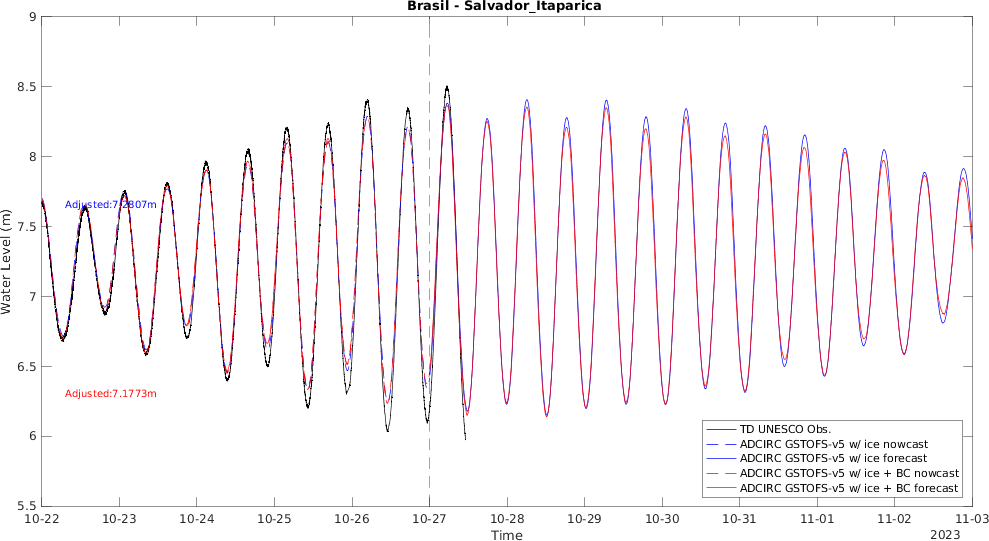 Brasil - Salvador_Itaparica
9
8.5
8
7.5
7
6.5
6
5.5
Water Level (m)
Adjusted:7.2807m
Adjusted:7.1773m
TD UNESCO Obs.
ADCIRC GSTOFS-v5 w/ ice nowcast
ADCIRC GSTOFS-v5 w/ ice forecast
ADCIRC GSTOFS-v5 w/ ice + BC nowcast
ADCIRC GSTOFS-v5 w/ ice + BC forecast
10-22 10-23 10-24 10-25 10-26 10-27 10-28 10-29 10-30 10-31 11-01 11-02 11-03
Time
2023